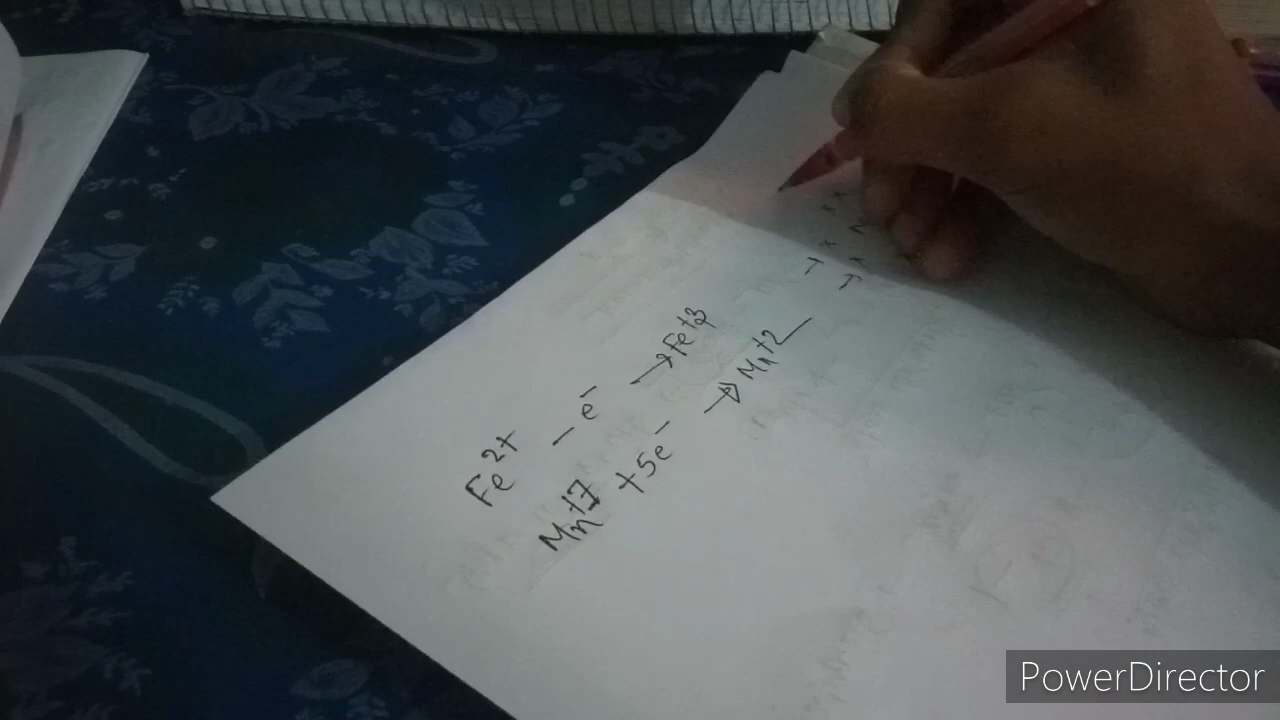 Fe2+ - e- → Fe+3
Mn+7 + 5e- → Mn+2
PowerDirector